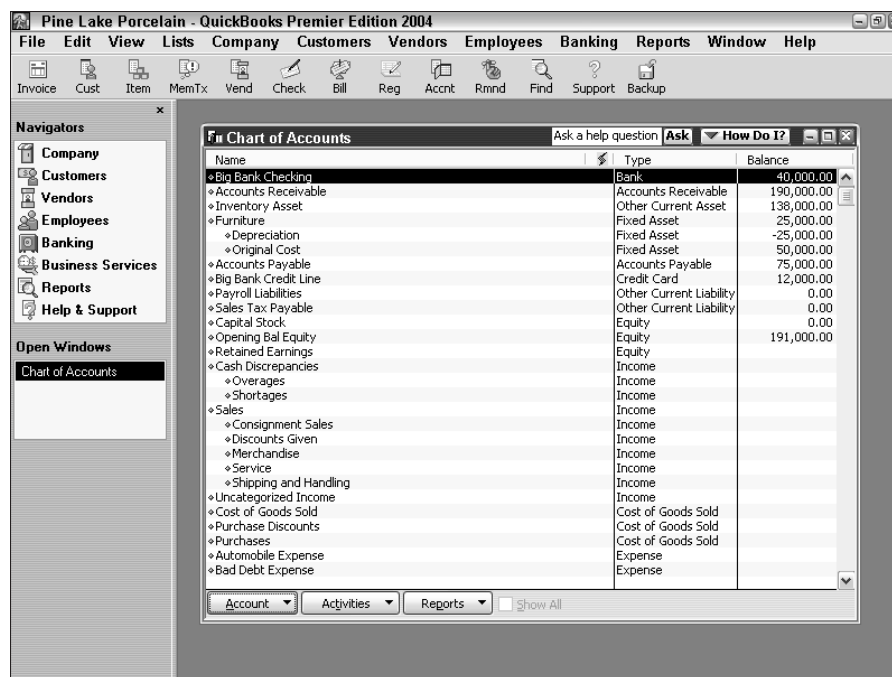 Pine Lake Porcelain - QuickBooks Premier Edition 2004
File Edit View Lists Company Customers Vendors Employees Banking Reports Window Help
Invoice Cust Item MemTx Vend Check Bill Reg Accnt Rmnd Find Support Backup
Navigators
Company
Customers
Vendors
Employees
Banking
Business Services
Reports
Help & Support
Open Windows
Chart of Accounts
Chart of Accounts Ask a help question Ask How Do I?
Name Type Balance
Big Bank Checking Bank 40,000.00
Accounts Receivable Accounts Receivable 190,000.00
Inventory Asset Other Current Asset 138,000.00
Furniture Fixed Asset 25,000.00
Depreciation Fixed Asset -25,000.00
Original Cost Fixed Asset 50,000.00
Accounts Payable Accounts Payable 75,000.00
Big Bank Credit Line Credit Card 12,000.00
Payroll Liabilities Other Current Liability 0.00
Sales Tax Payable Other Current Liability 0.00
Capital Stock Equity 0.00
Opening Bal Equity Equity 191,000.00
Retained Earnings Equity
Cash Discrepancies Income
Overages Income
Shortages Income
Sales Income
Consignment Sales Income
Discounts Given Income
Merchandise Income
Service Income
Shipping and Handling Income
Uncategorized Income Income
Cost of Goods Sold Cost of Goods Sold
Purchase Discounts Cost of Goods Sold
Purchases Cost of Goods Sold
Automobile Expense Expense
Bad Debt Expense Expense
Account Activities Reports Show All